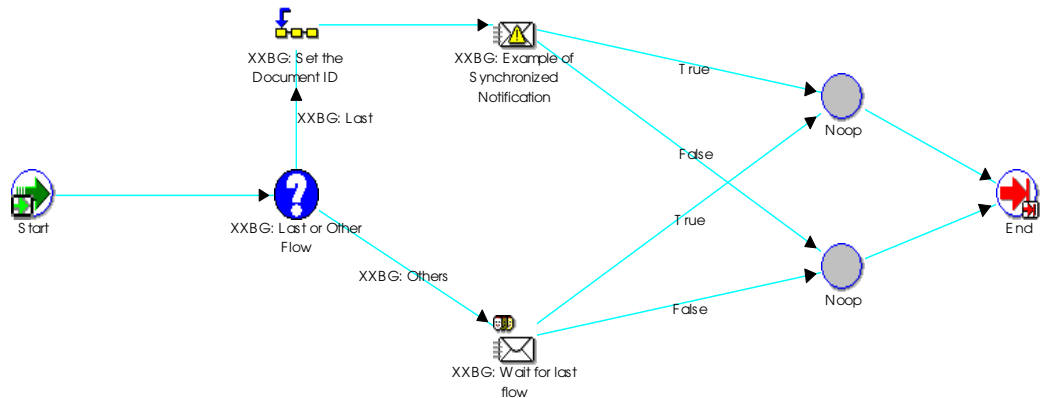 XXBG: Set the
Document ID
XXBG: Example of
Synchronized
Notification
True
XXBG: Last
Noop
False
Start
XXBG: Last or Other
Flow
True
End
XXBG: Others
Noop
False
XXBG: Wait for last
flow